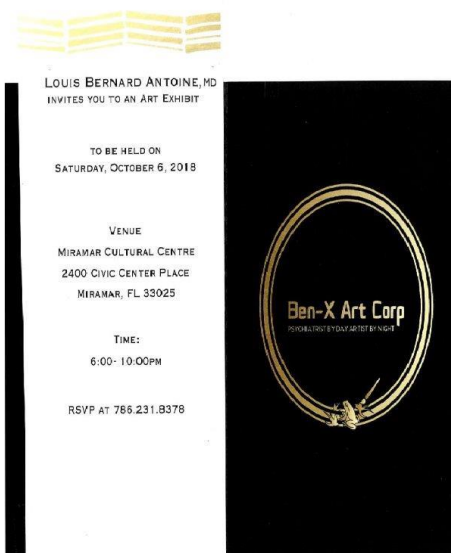 LOUIS BERNARD ANTOINE, MD
INVITES YOU TO AN ART EXHIBIT
TO BE HELD ON
SATURDAY, OCTOBER 6, 2018
VENUE
MIRAMAR CULTURAL CENTRE
2400 CIVIC CENTER PLACE
MIRAMAR, FL 33025
TIME:
6:00- 10:00PM
RSVP AT 786.231.8378
Ben-X Art Corp
PSYCHIATRIST BY DAY ARTIST BY NIGHT